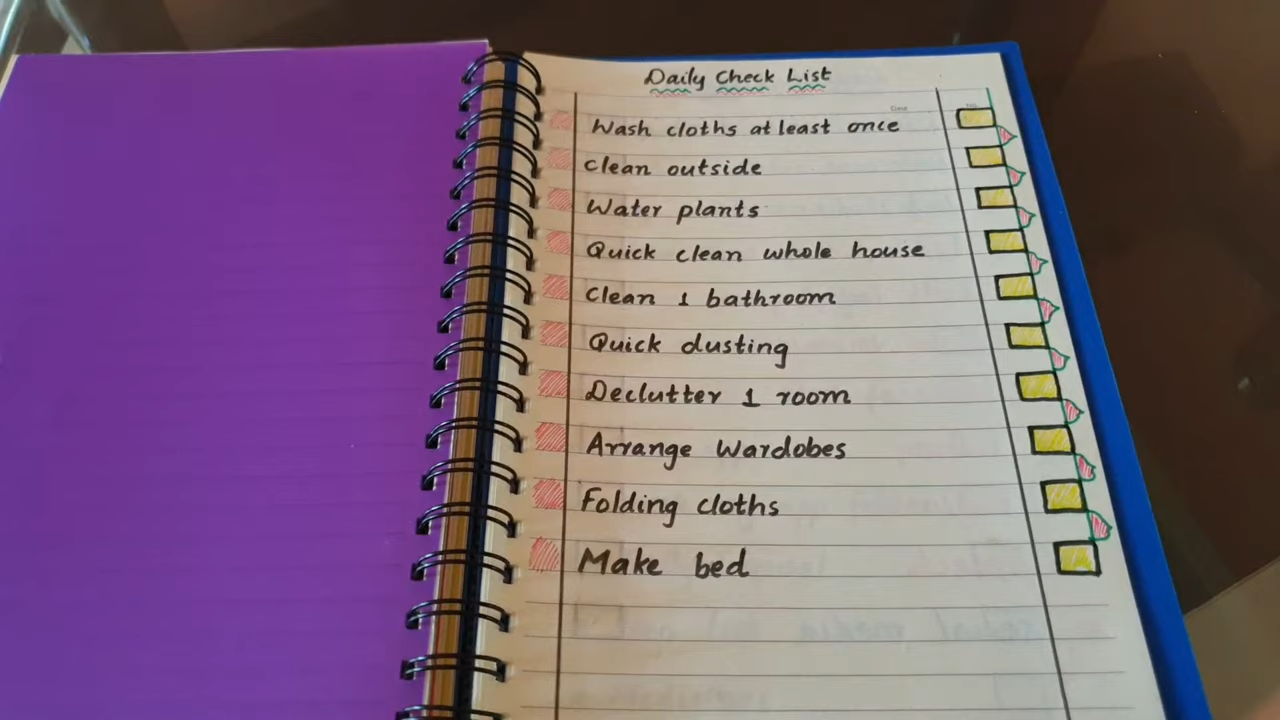 Daily Check List
Wash cloths at least once
Clean outside
Water plants
Quick clean whole house
Clean 1 bathroom
Quick dusting
Declutter 1 room
Arrange Wardobes
Folding cloths
Make bed